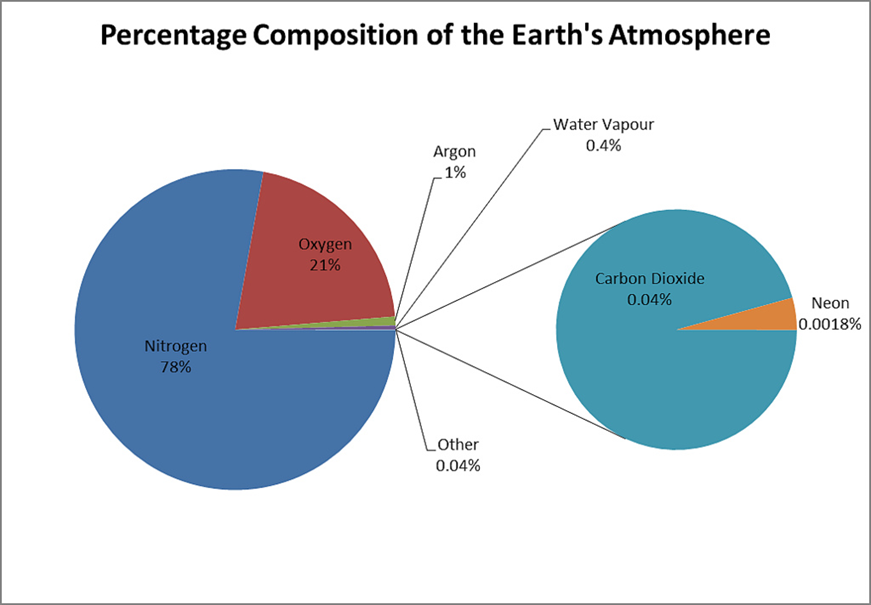 Percentage Composition of the Earth's Atmosphere
Water Vapour
0.4%
Argon
1%
Oxygen
21%
Carbon Dioxide
0.04%
Neon
0.0018%
Nitrogen
78%
Other
0.04%